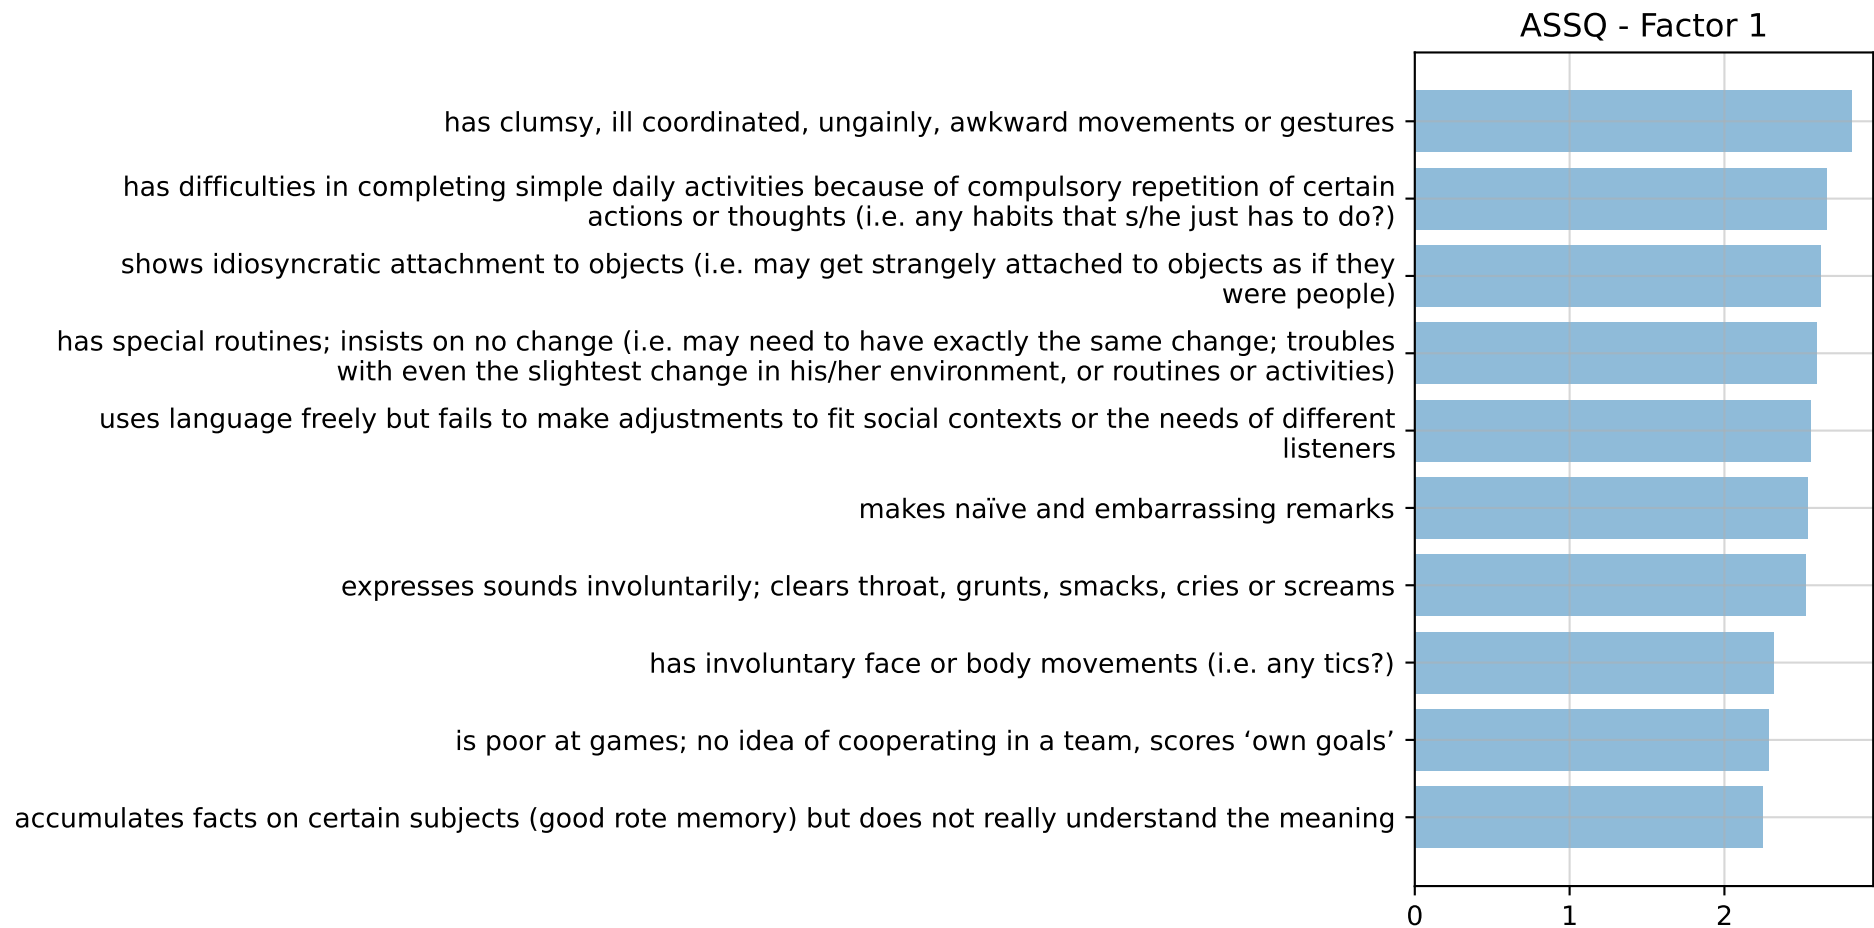 ASSQ - Factor 1
has clumsy, ill coordinated, ungainly, awkward movements or gestures
has difficulties in completing simple daily activities because of compulsory repetition of certain
actions or thoughts (i.e. any habits that s/he just has to do?)
shows idiosyncratic attachment to objects (i.e. may get strangely attached to objects as if they
were people)
has special routines; insists on no change (i.e. may need to have exactly the same change; troubles
with even the slightest change in his/her environment, or routines or activities)
uses language freely but fails to make adjustments to fit social contexts or the needs of different
listeners
makes naïve and embarrassing remarks
expresses sounds involuntarily; clears throat, grunts, smacks, cries or screams
has involuntary face or body movements (i.e. any tics?)
is poor at games; no idea of cooperating in a team, scores ‘own goals’
accumulates facts on certain subjects (good rote memory) but does not really understand the meaning
0 1 2